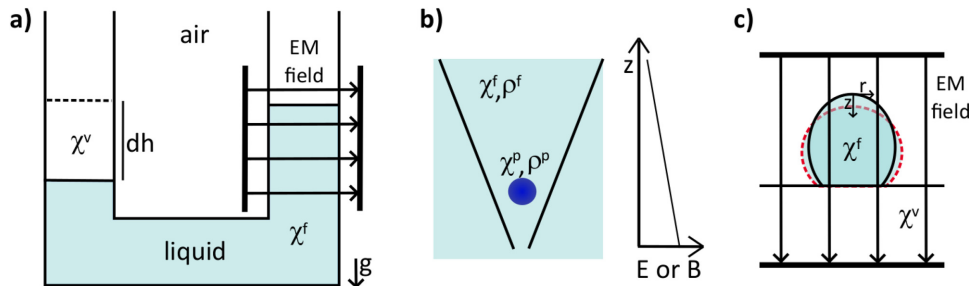 a)
air
EM
field
χᵛ
dh
χᶠ
liquid
g
b)
z
χᶠ,ρᶠ
χᵖ,ρᵖ
E or B
c)
EM
field
r
z
χᶠ
χᵛ